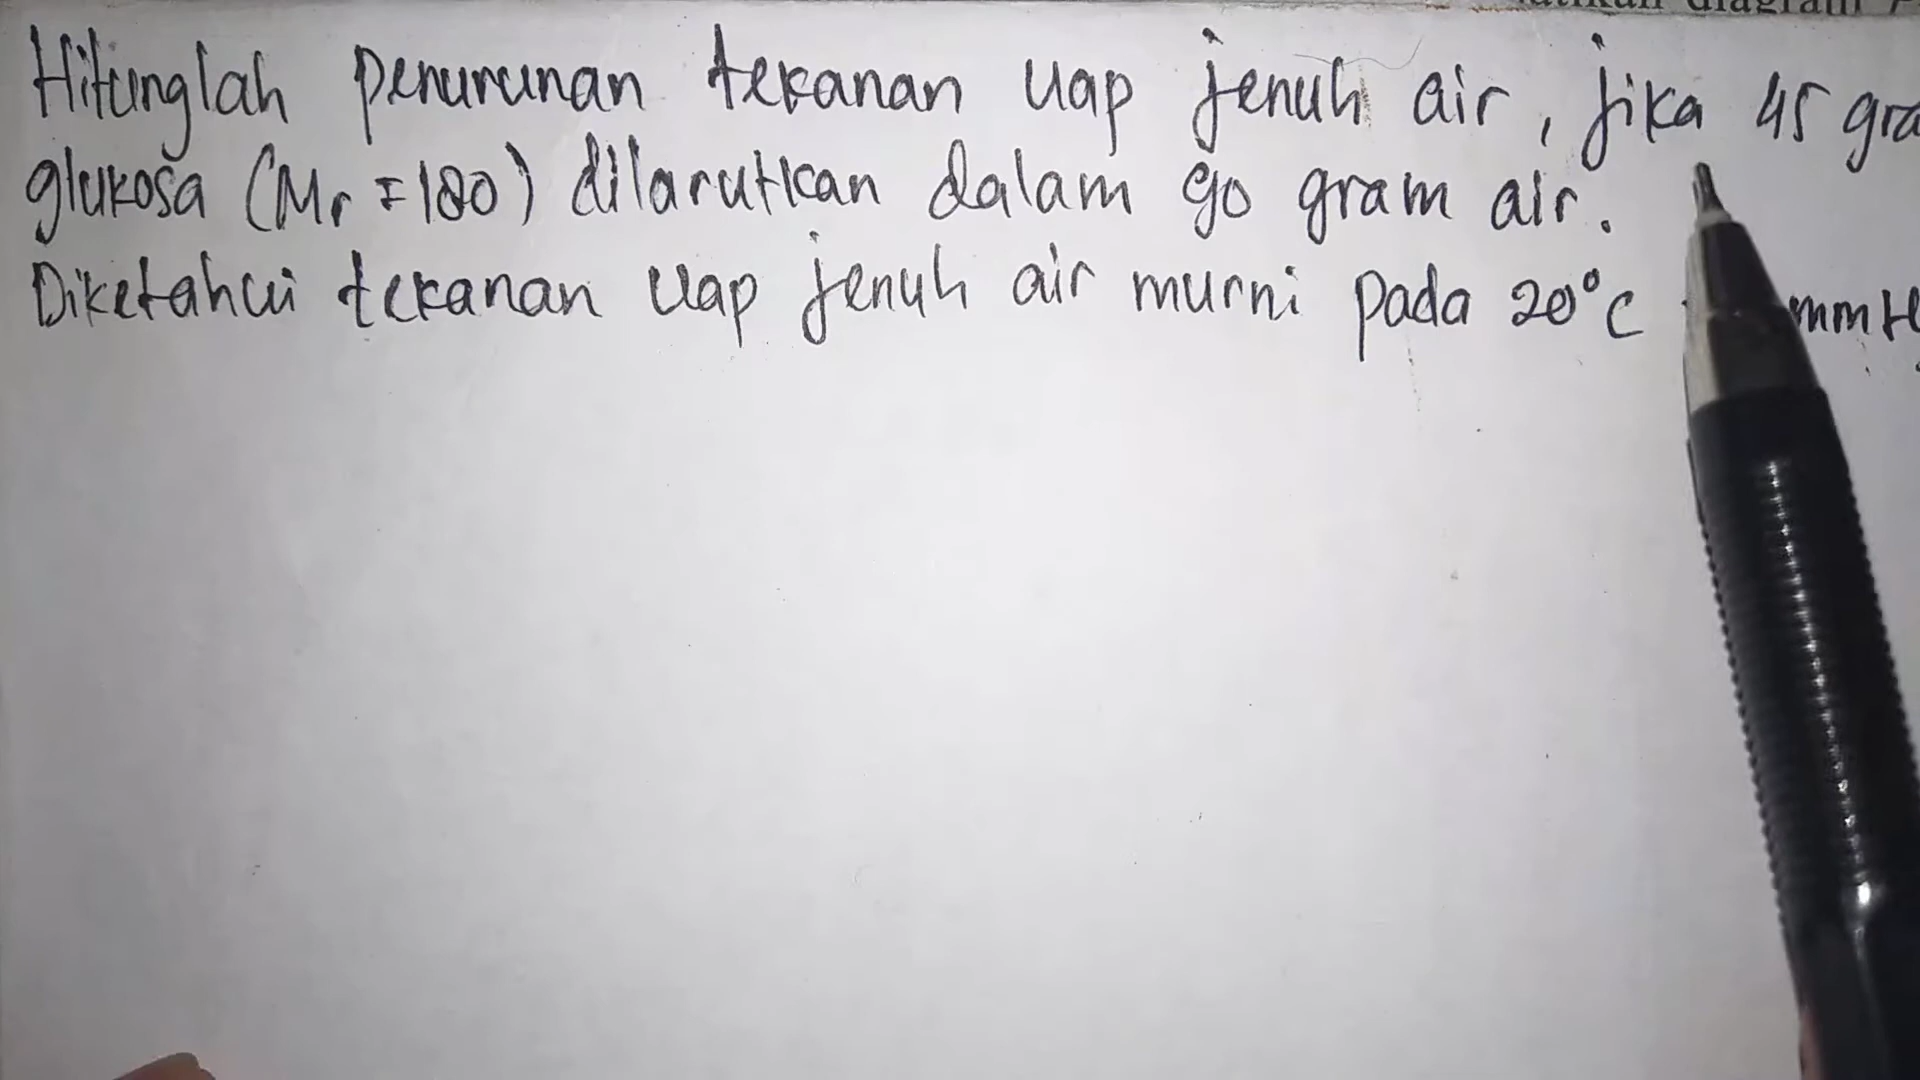 diagram
Hitunglah penurunan tekanan uap jenuh air, jika 45 gra
glukosa (Mr = 180) dilarutkan dalam 90 gram air.
Diketahui tekanan uap jenuh air murni pada 20°C mmH